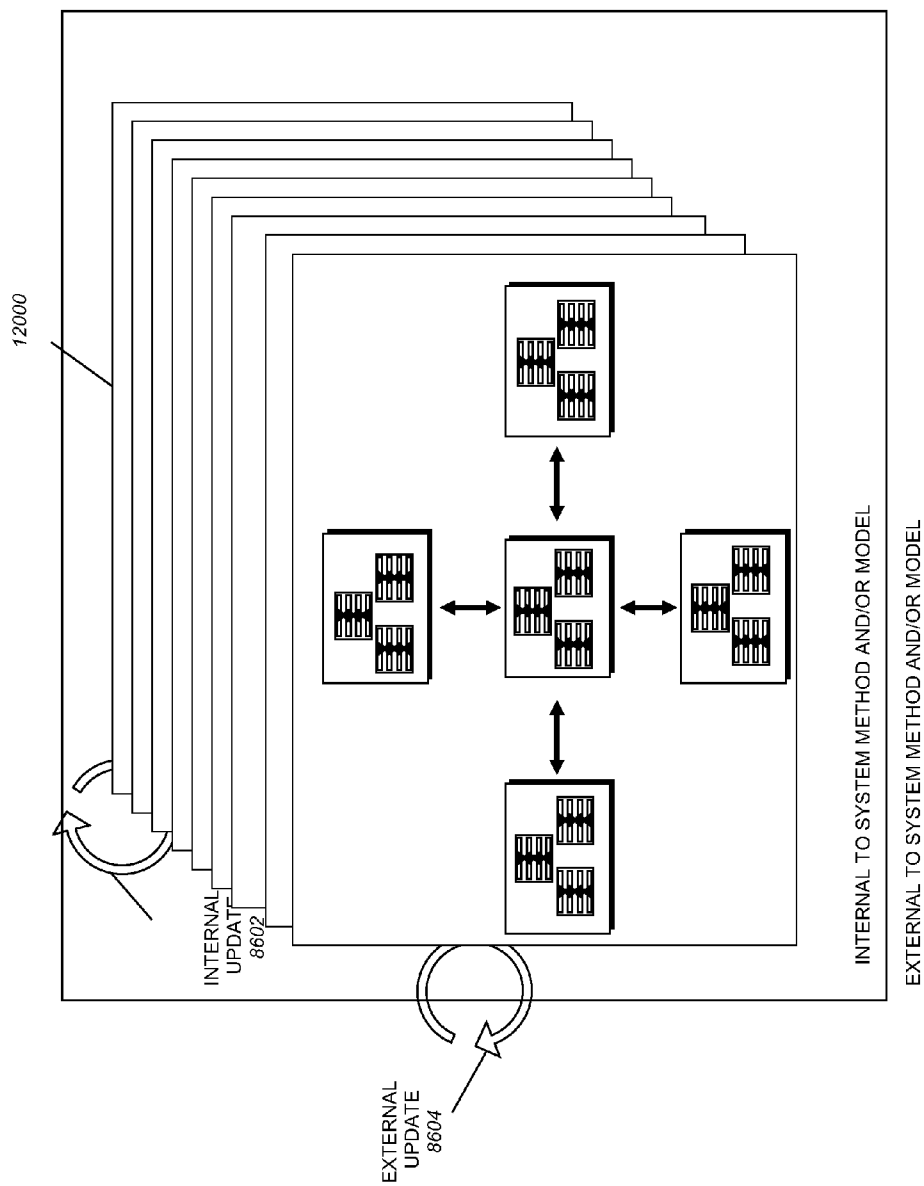 12000
INTERNAL
UPDATE
8602
EXTERNAL
UPDATE
8604
INTERNAL TO SYSTEM METHOD AND/OR MODEL
EXTERNAL TO SYSTEM METHOD AND/OR MODEL